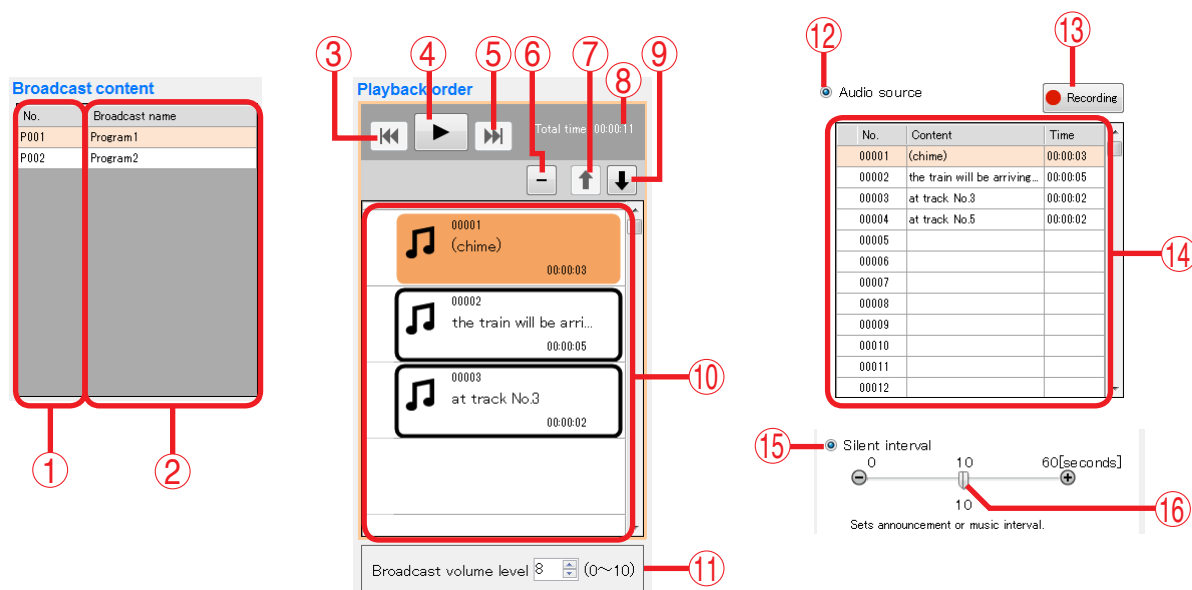 Broadcast content
No. Broadcast name
P001 Program1
P002 Program2
1 2
3 4 5 6 7 8 9
Playback order
Total time 00:00:11
00001
(chime)
00:00:03
00002
the train will be arri...
00:00:05
00003
at track No.3
00:00:02
10
Broadcast volume level 8 (0～10)
11
12 13
Audio source
Recording
No. Content Time
00001 (chime) 00:00:03
00002 the train will be arriving... 00:00:05
00003 at track No.3 00:00:02
00004 at track No.5 00:00:02
00005
00006
00007
00008
00009
00010
00011
00012
14
15
Silent interval
0 10 60[seconds]
10
16
Sets announcement or music interval.